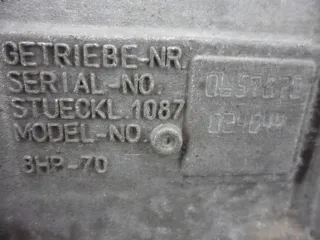 GETRIEBE-NR.
SERIAL-NO.
STUECKL.1087
MODEL-NO.
3HP-70